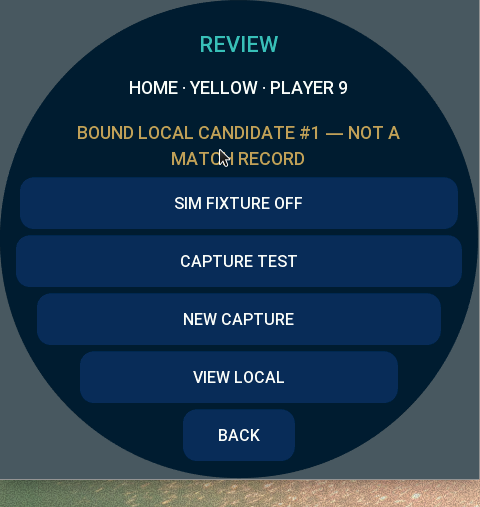 REVIEW
HOME · YELLOW · PLAYER 9
BOUND LOCAL CANDIDATE #1 — NOT A
MATCH RECORD
SIM FIXTURE OFF
CAPTURE TEST
NEW CAPTURE
VIEW LOCAL
BACK